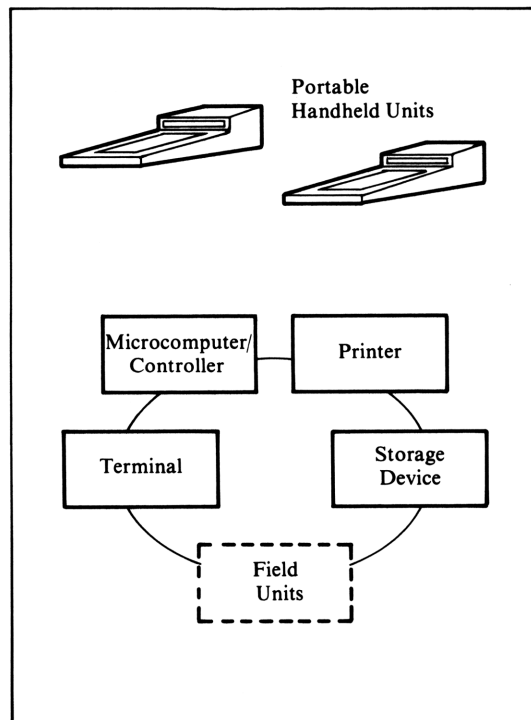 Portable
Handheld Units
Microcomputer/
Controller
Printer
Terminal
Storage
Device
Field
Units